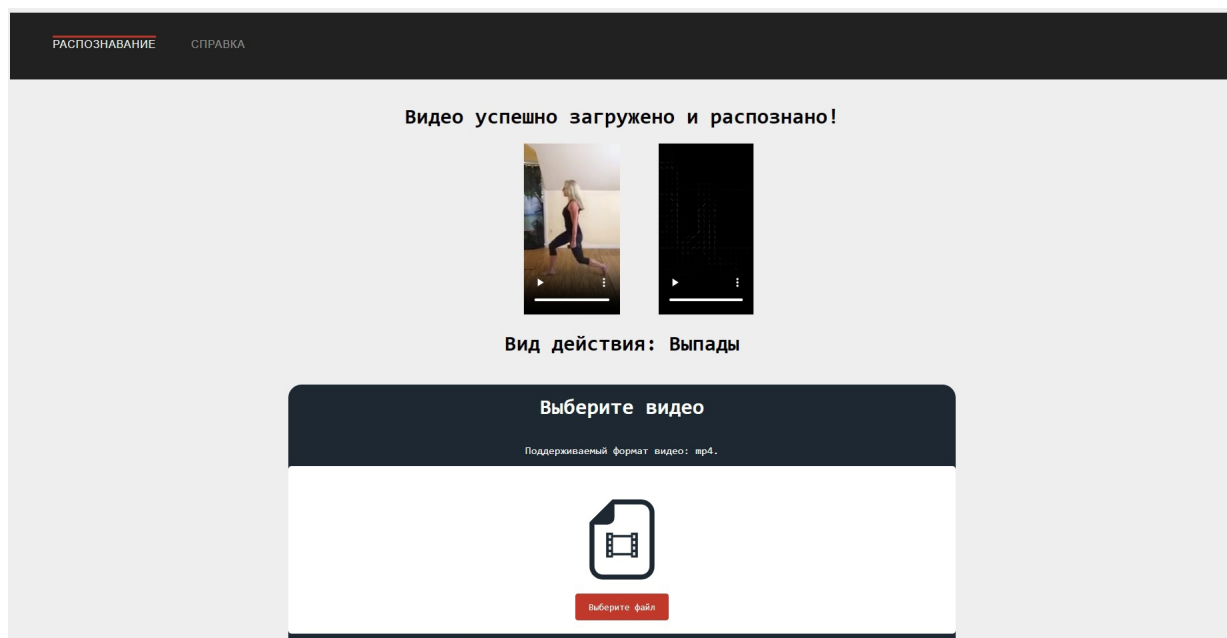 РАСПОЗНАВАНИЕ СПРАВКА
Видео успешно загружено и распознано!
Вид действия: Выпады
Выберите видео
Поддерживаемый формат видео: mp4.
Выберите файл